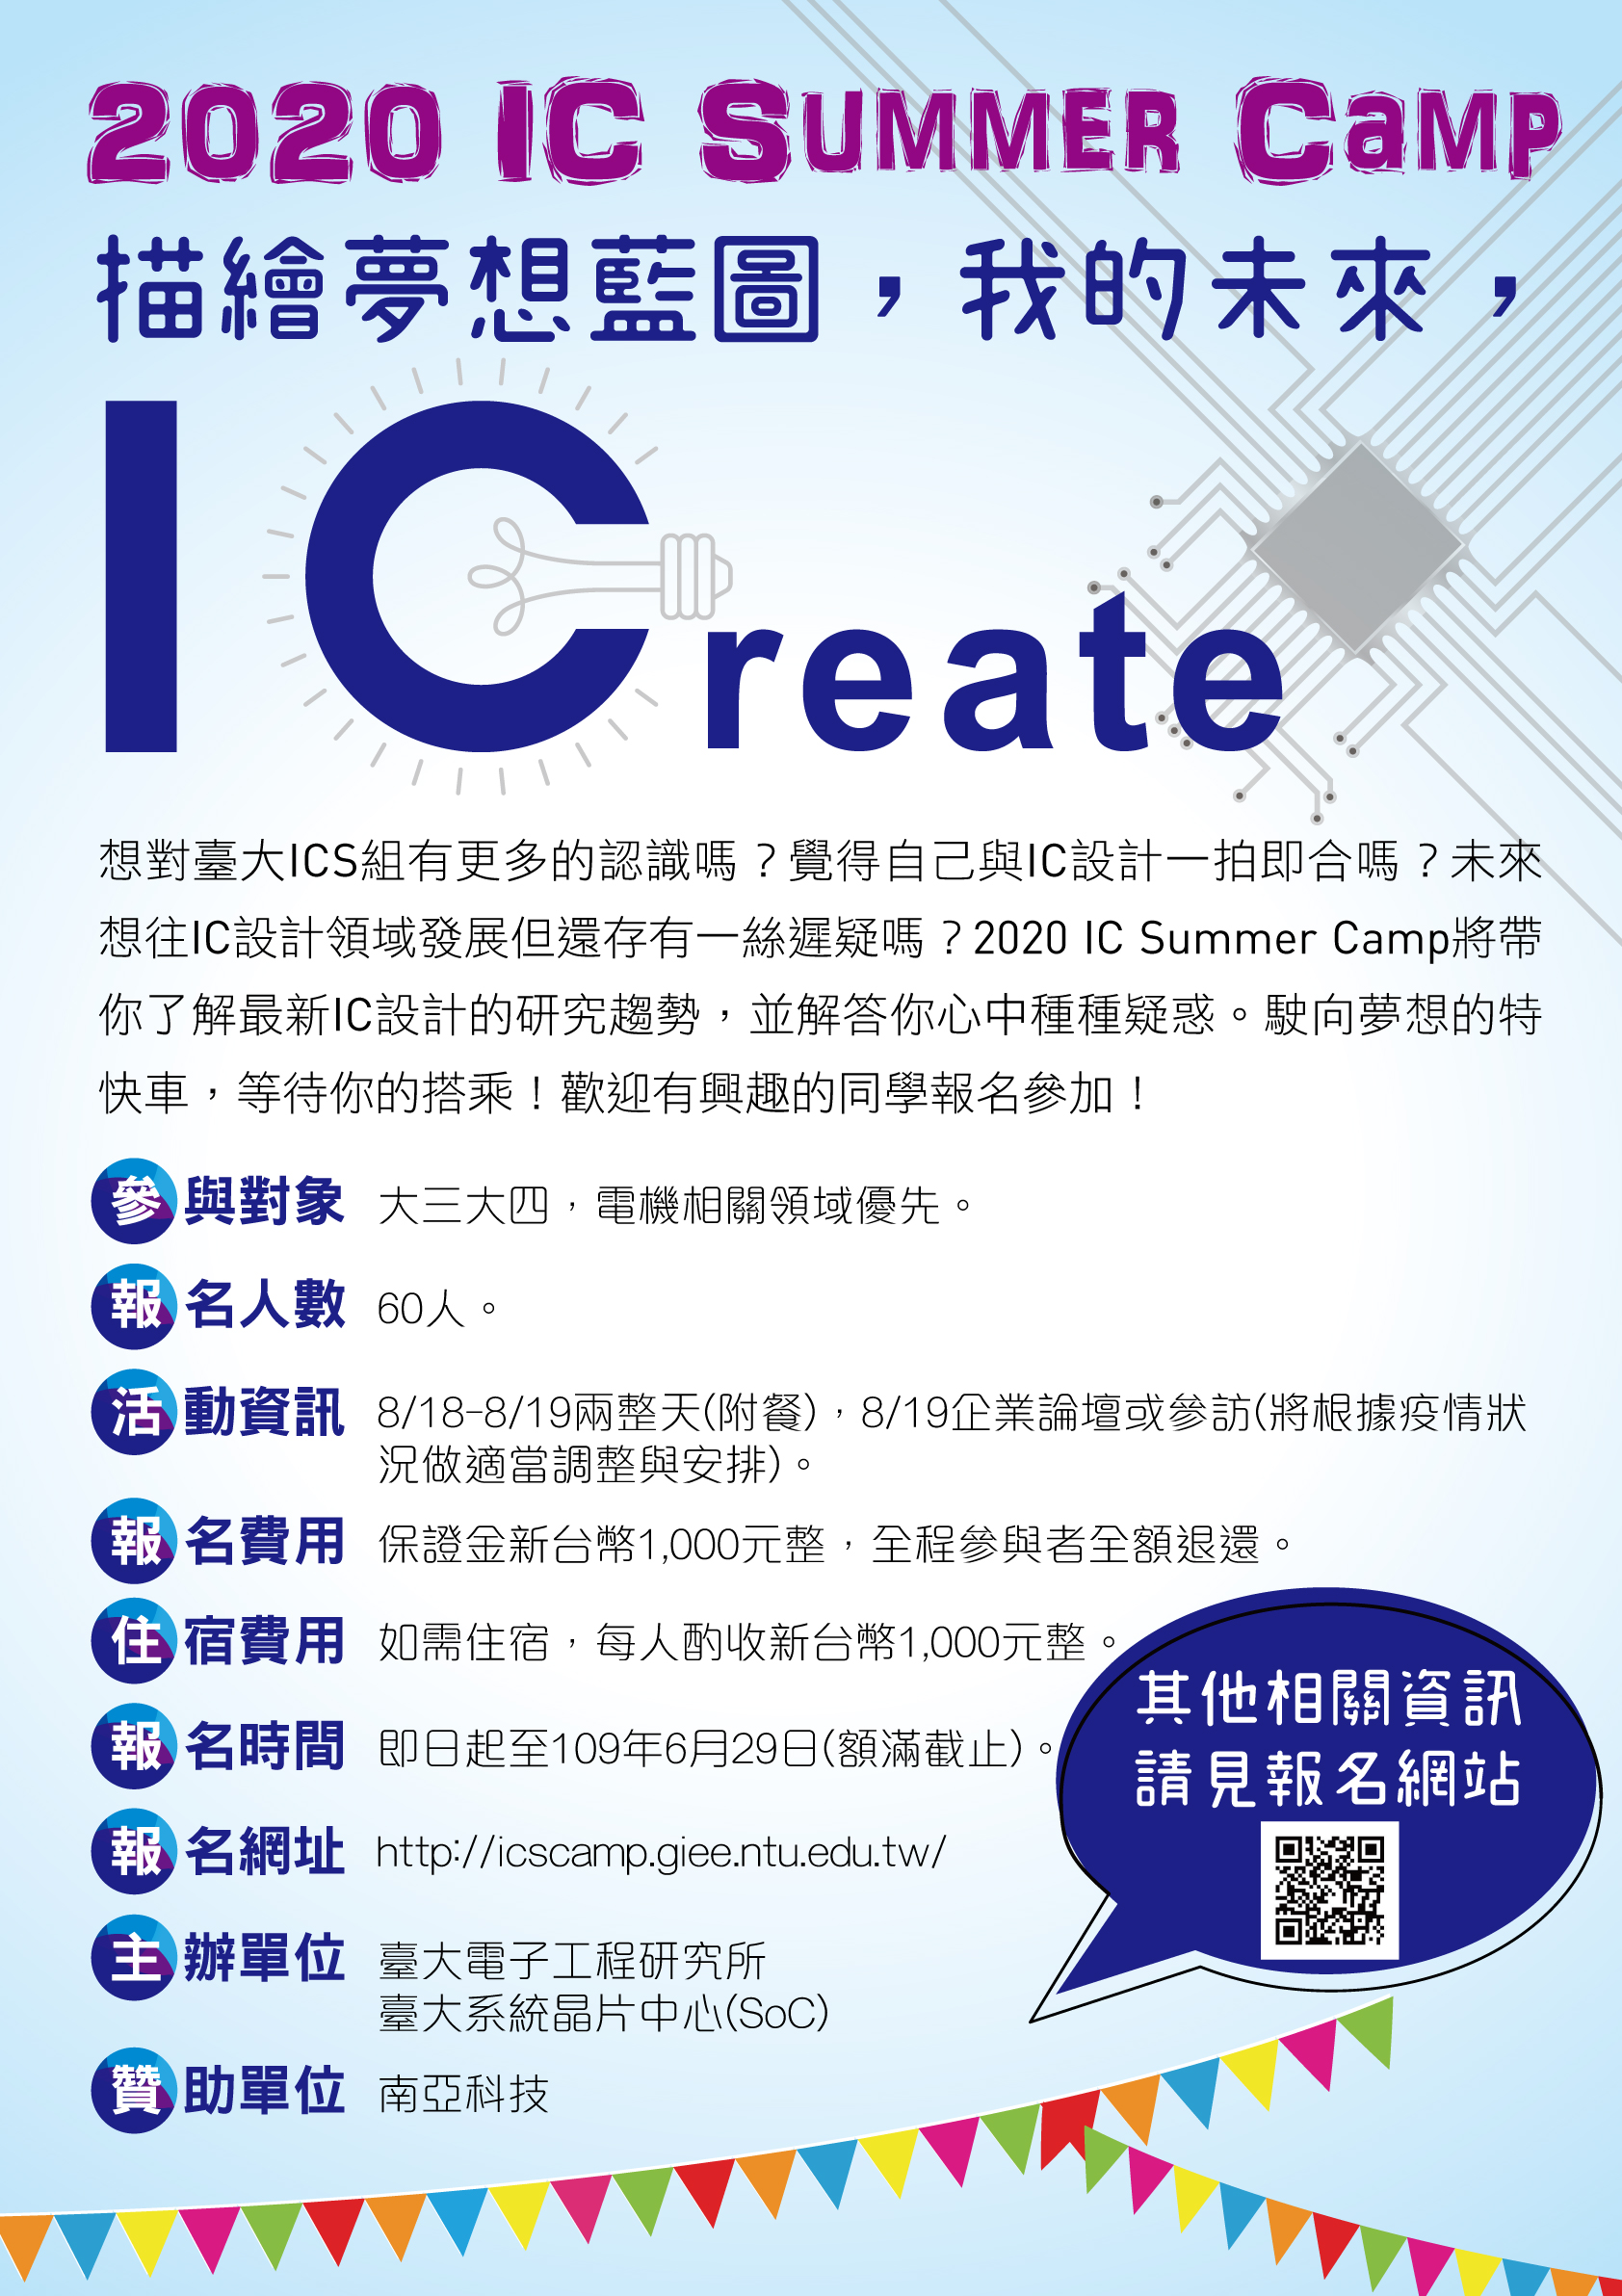 2020 IC SUMMER CAMP
描繪夢想藍圖，我的未來，
I Create
想對臺大ICS組有更多的認識嗎？覺得自己與IC設計一拍即合嗎？未來
想往IC設計領域發展但還存有一絲遲疑嗎？2020 IC Summer Camp將帶
你了解最新IC設計的研究趨勢，並解答你心中種種疑惑。駛向夢想的特
快車，等待你的搭乘！歡迎有興趣的同學報名參加！
參與對象 大三大四，電機相關領域優先。
報名人數 60人。
活動資訊 8/18-8/19兩整天(附餐)，8/19企業論壇或參訪(將根據疫情狀
況做適當調整與安排)。
報名費用 保證金新台幣1,000元整，全程參與者全額退還。
住宿費用 如需住宿，每人酌收新台幣1,000元整。
報名時間 即日起至109年6月29日(額滿截止)。
報名網址 http://icscamp.giee.ntu.edu.tw/
主辦單位 臺大電子工程研究所
臺大系統晶片中心(SoC)
贊助單位 南亞科技
其他相關資訊
請見報名網站